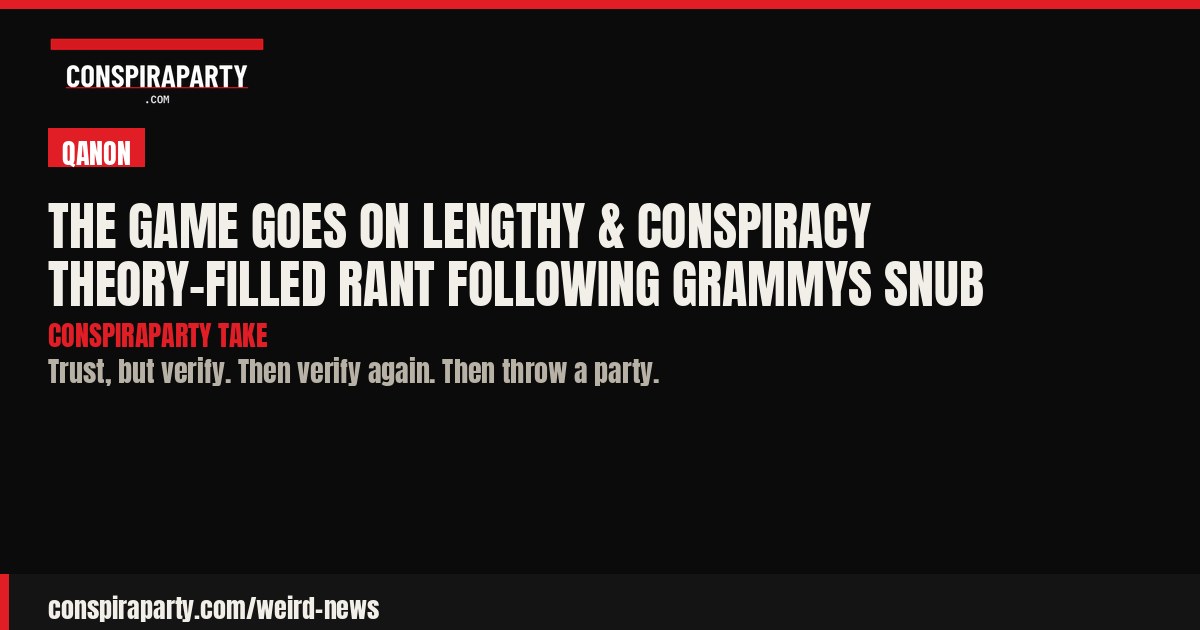 CONSPIRAPARTY
.COM
QANON
THE GAME GOES ON LENGTHY & CONSPIRACY
THEORY-FILLED RANT FOLLOWING GRAMMYS SNUB
CONSPIRAPARTY TAKE
Trust, but verify. Then verify again. Then throw a party.
conspiraparty.com/weird-news